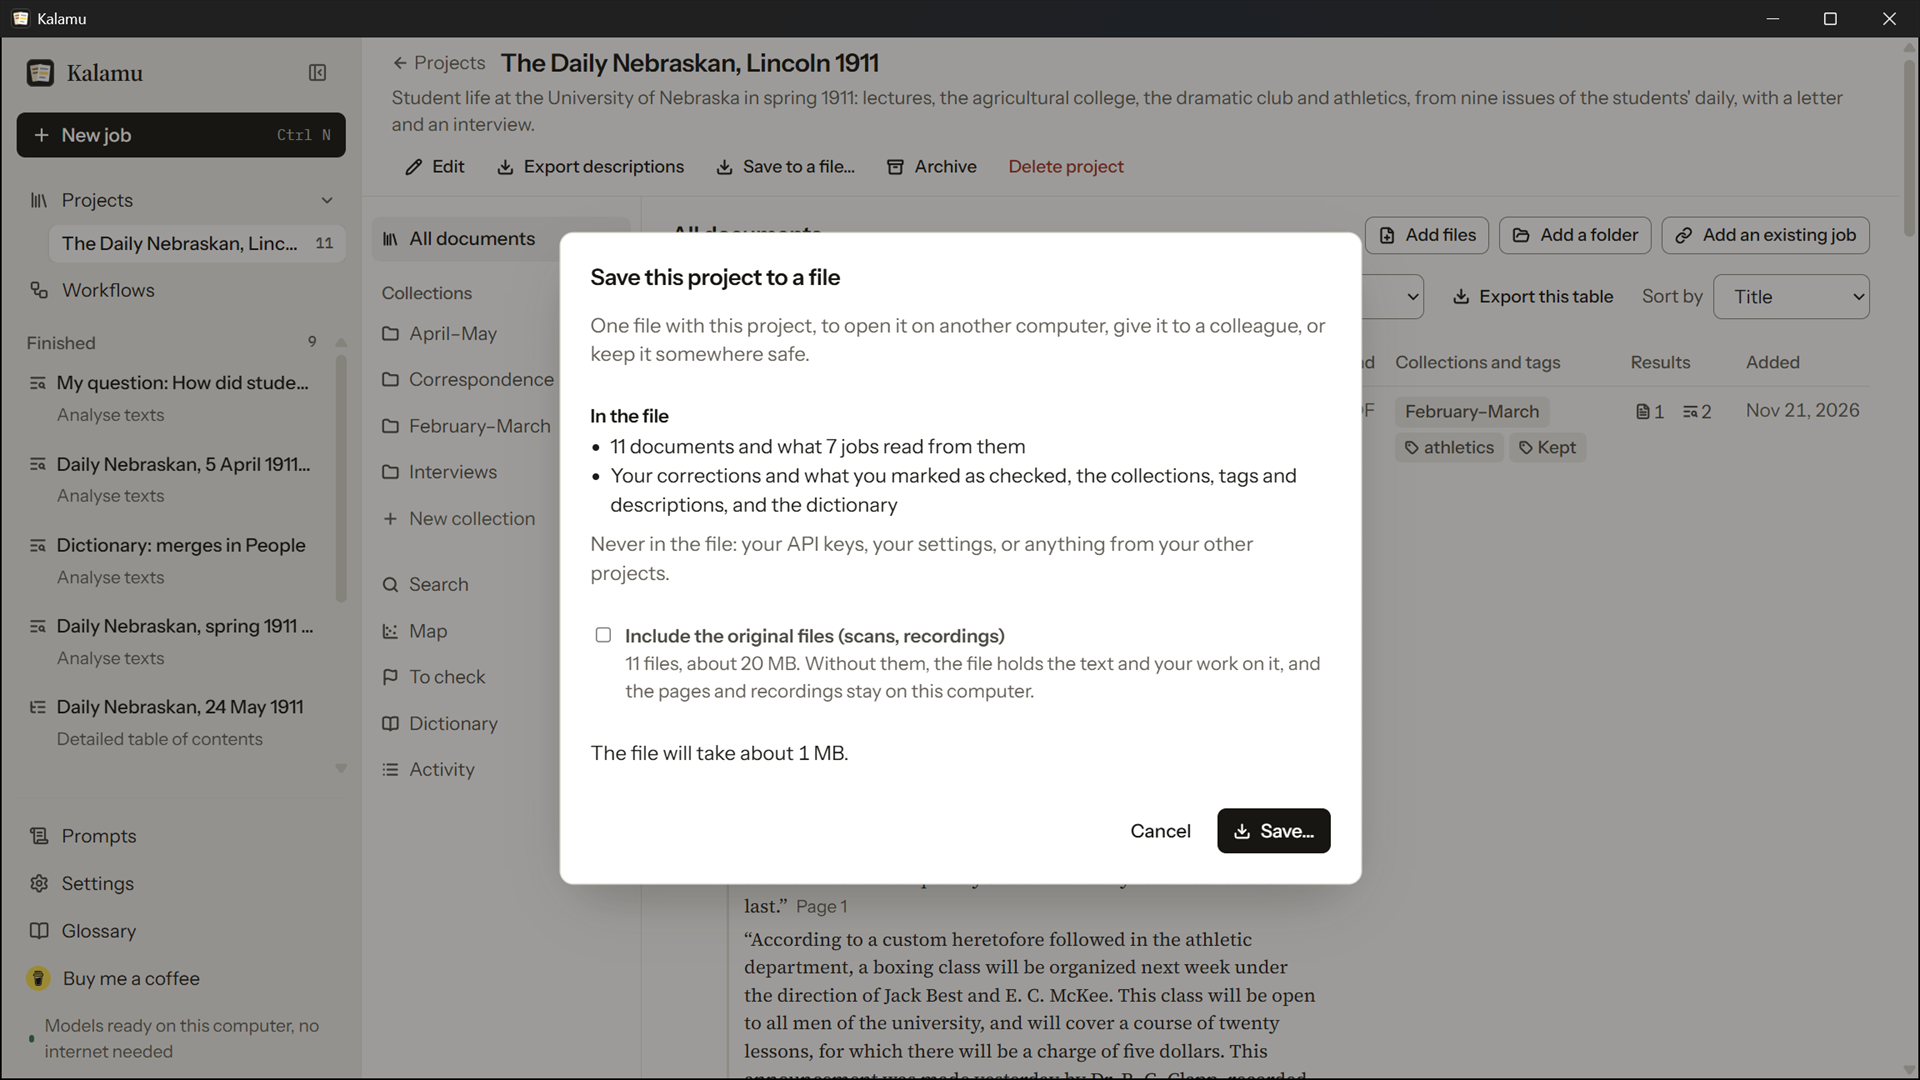 Kalamu
Kalamu
New job Ctrl N
Projects
The Daily Nebraskan, Linc... 11
Workflows
Finished 9
My question: How did stude...
Analyse texts
Daily Nebraskan, 5 April 1911...
Analyse texts
Dictionary: merges in People
Analyse texts
Daily Nebraskan, spring 1911 ...
Analyse texts
Daily Nebraskan, 24 May 1911
Detailed table of contents
Prompts
Settings
Glossary
Buy me a coffee
Models ready on this computer, no
internet needed
Projects The Daily Nebraskan, Lincoln 1911
Student life at the University of Nebraska in spring 1911: lectures, the agricultural college, the dramatic club and athletics, from nine issues of the students' daily, with a letter
and an interview.
Edit Export descriptions Save to a file... Archive Delete project
All documents
Collections
April–May
Correspondence
February–March
Interviews
New collection
Search
Map
To check
Dictionary
Activity
All documents
Add files Add a folder Add an existing job
Export this table Sort by Title
Collections and tags Results Added
February–March 1 2 Nov 21, 2026
athletics Kept
Save this project to a file
One file with this project, to open it on another computer, give it to a colleague, or
keep it somewhere safe.
In the file
• 11 documents and what 7 jobs read from them
• Your corrections and what you marked as checked, the collections, tags and
descriptions, and the dictionary
Never in the file: your API keys, your settings, or anything from your other
projects.
Include the original files (scans, recordings)
11 files, about 20 MB. Without them, the file holds the text and your work on it, and
the pages and recordings stay on this computer.
The file will take about 1 MB.
Cancel Save...
last.” Page 1
“According to a custom heretofore followed in the athletic
department, a boxing class will be organized next week under
the direction of Jack Best and E. C. McKee. This class will be open
to all men of the university, and will cover a course of twenty
lessons, for which there will be a charge of five dollars. This